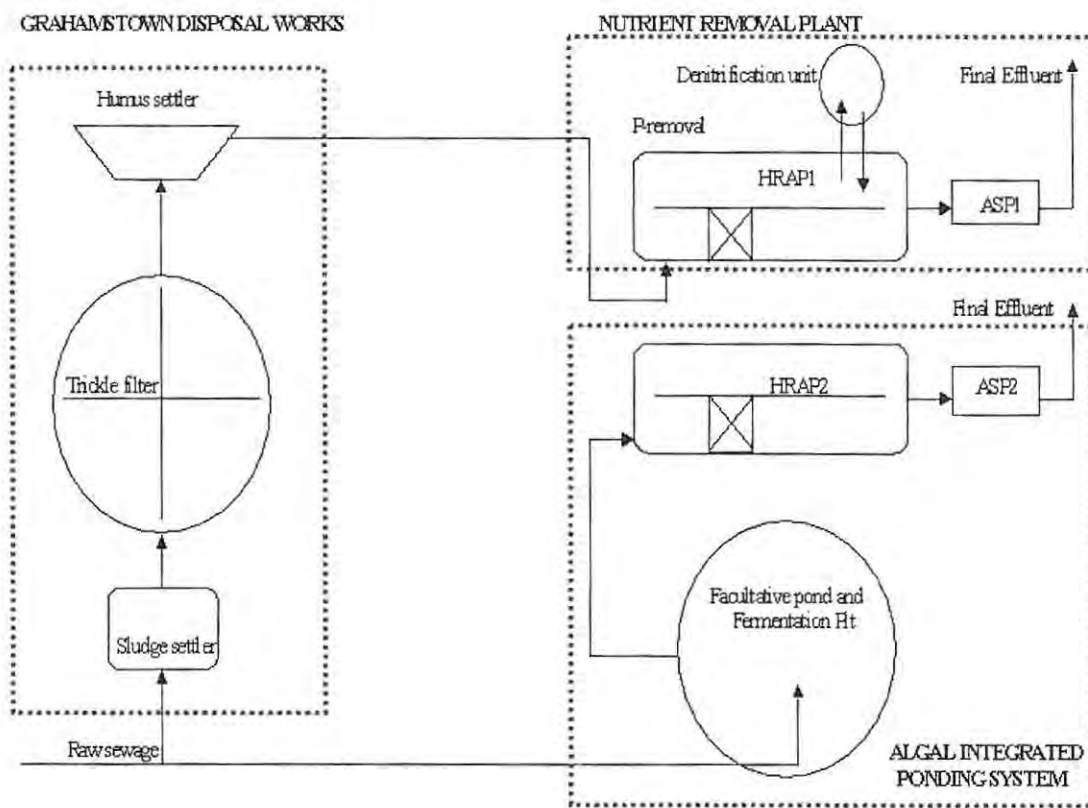 GRAHAMSTOWN DISPOSAL WORKS
Humus settler
Trickle filter
Sludge settler
Raw sewage
NUTRIENT REMOVAL PLANT
Denitrification unit
Final Effluent
P-removal
HRAP1
ASP1
Final Effluent
HRAP2
ASP2
Facultative pond and
Fermentation Pit
ALGAL INTEGRATED
PONDING SYSTEM